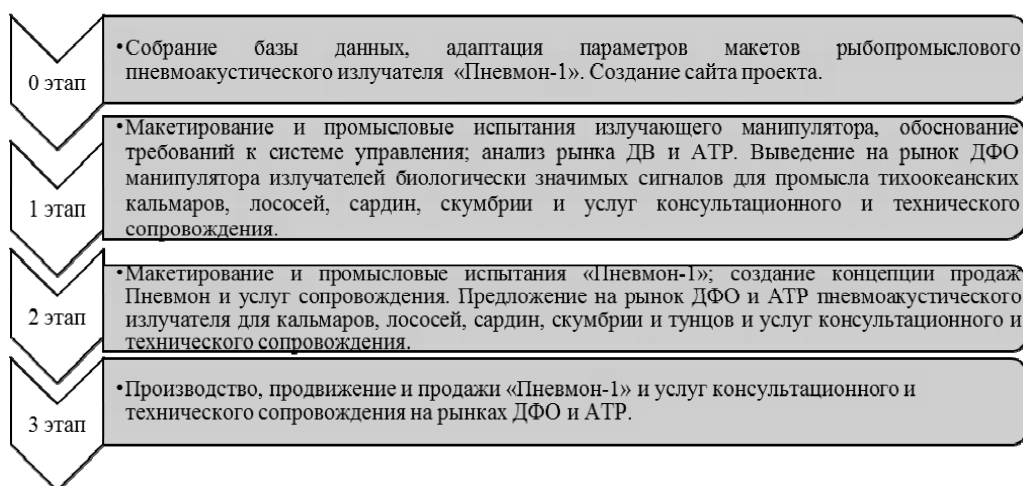 0 этап
•Собрание базы данных, адаптация параметров макетов рыбопромыслового
пневмоакустического излучателя «Пневмон-1». Создание сайта проекта.
1 этап
•Макетирование и промысловые испытания излучающего манипулятора, обоснование
требований к системе управления; анализ рынка ДВ и АТР. Выведение на рынок ДФО
манипулятора излучателей биологически значимых сигналов для промысла тихоокеанских
кальмаров, лососей, сардин, скумбрии и услуг консультационного и технического
сопровождения.
2 этап
•Макетирование и промысловые испытания «Пневмон-1»; создание концепции продаж
Пневмон и услуг сопровождения. Предложение на рынок ДФО и АТР пневмоакустического
излучателя для кальмаров, лососей, сардин, скумбрии и тунцов и услуг консультационного и
технического сопровождения.
3 этап
•Производство, продвижение и продажи «Пневмон-1» и услуг консультационного и
технического сопровождения на рынках ДФО и АТР.